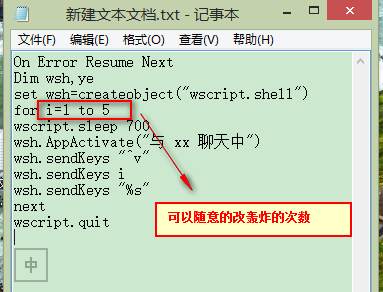 新建文本文档.txt - 记事本
文件(F) 编辑(E) 格式(O) 查看(V) 帮助(H)
On Error Resume Next
Dim wsh,ye
set wsh=createobject("wscript.shell")
for i=1 to 5
wscript.sleep 700
wsh.AppActivate("与 xx 聊天中")
wsh.sendKeys "^v"
wsh.sendKeys i
wsh.sendKeys "%s"
next
wscript.quit
可以随意的改轰炸的次数
中